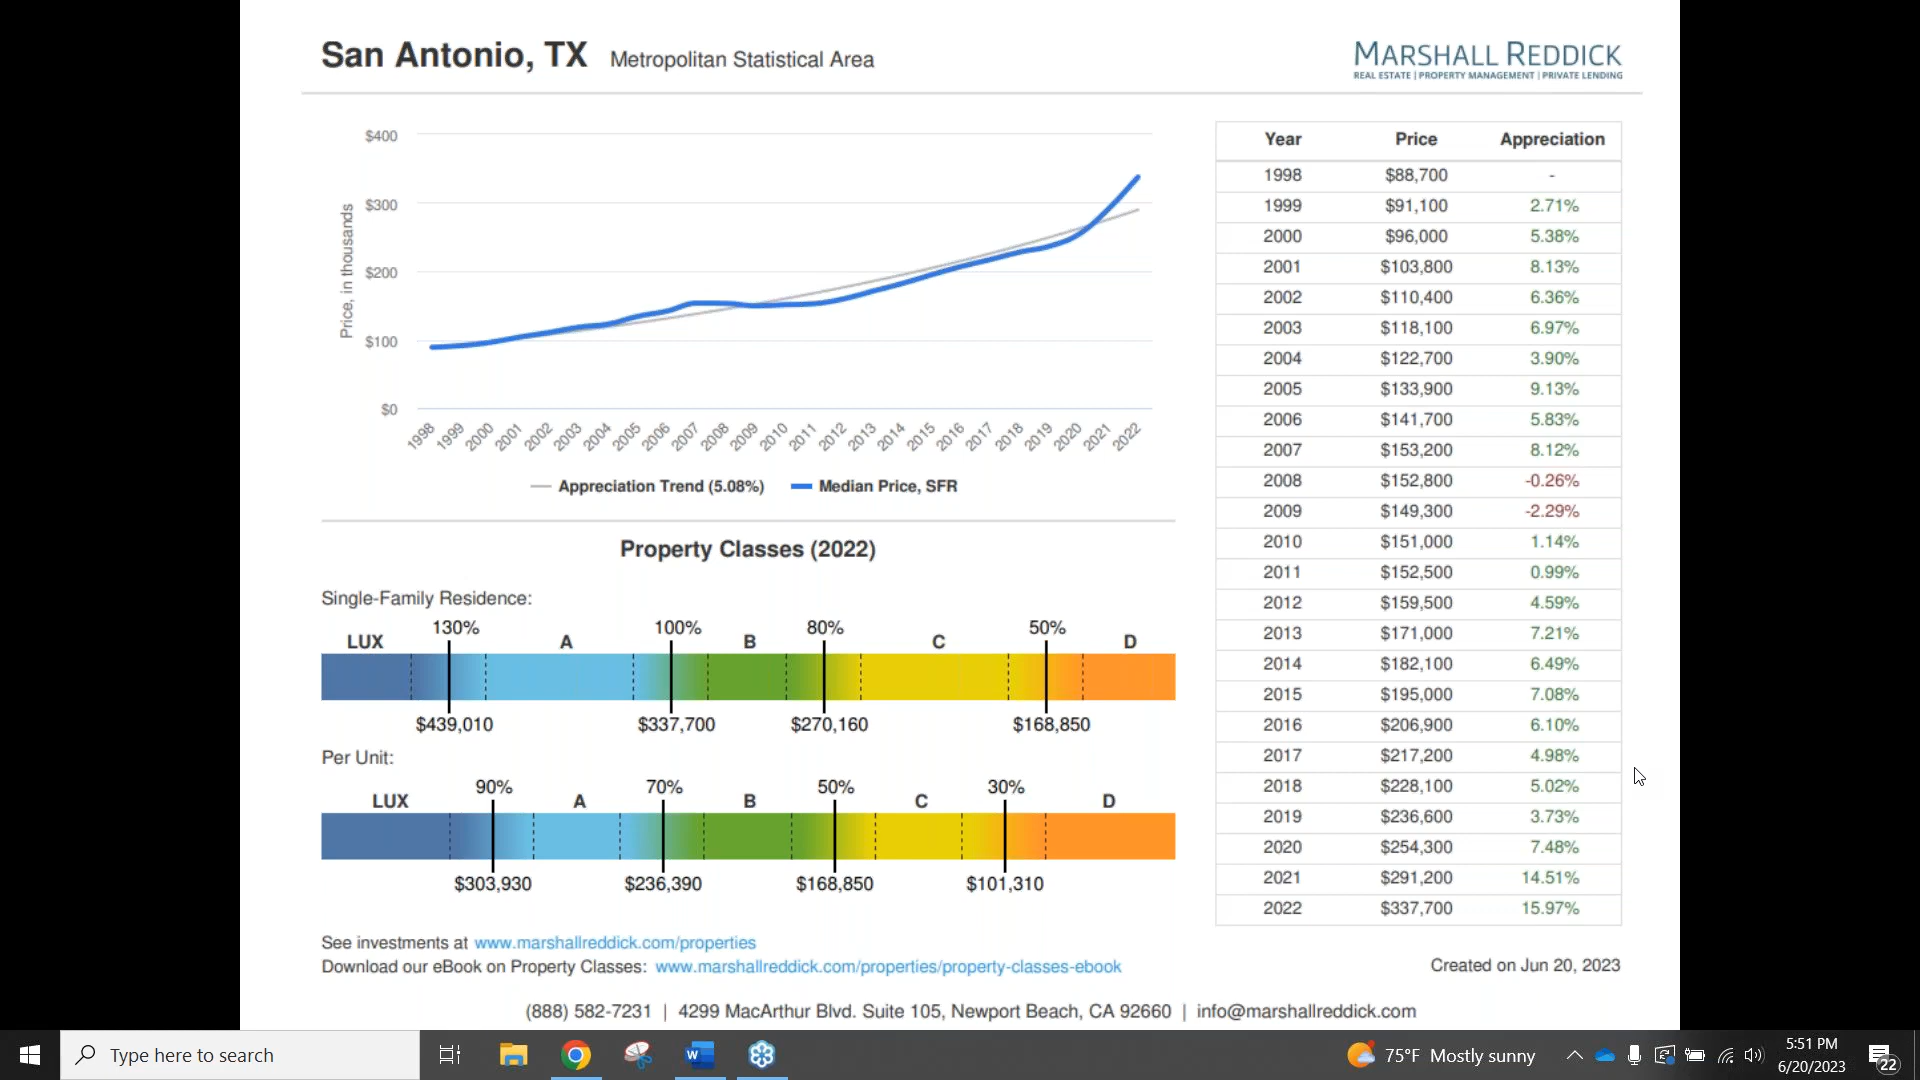 San Antonio, TX Metropolitan Statistical Area
MARSHALL REDDICK
REAL ESTATE | PROPERTY MANAGEMENT | PRIVATE LENDING
Price, in thousands
$400
$300
$200
$100
$0
1998 1999 2000 2001 2002 2003 2004 2005 2006 2007 2008 2009 2010 2011 2012 2013 2014 2015 2016 2017 2018 2019 2020 2021 2022
Appreciation Trend (5.08%) Median Price, SFR
Property Classes (2022)
Single-Family Residence:
130% 100% 80% 50%
LUX A B C D
$439,010 $337,700 $270,160 $168,850
Per Unit:
90% 70% 50% 30%
LUX A B C D
$303,930 $236,390 $168,850 $101,310
See investments at www.marshallreddick.com/properties
Download our eBook on Property Classes: www.marshallreddick.com/properties/property-classes-ebook
Year Price Appreciation
1998 $88,700 -
1999 $91,100 2.71%
2000 $96,000 5.38%
2001 $103,800 8.13%
2002 $110,400 6.36%
2003 $118,100 6.97%
2004 $122,700 3.90%
2005 $133,900 9.13%
2006 $141,700 5.83%
2007 $153,200 8.12%
2008 $152,800 -0.26%
2009 $149,300 -2.29%
2010 $151,000 1.14%
2011 $152,500 0.99%
2012 $159,500 4.59%
2013 $171,000 7.21%
2014 $182,100 6.49%
2015 $195,000 7.08%
2016 $206,900 6.10%
2017 $217,200 4.98%
2018 $228,100 5.02%
2019 $236,600 3.73%
2020 $254,300 7.48%
2021 $291,200 14.51%
2022 $337,700 15.97%
Created on Jun 20, 2023
(888) 582-7231 | 4299 MacArthur Blvd. Suite 105, Newport Beach, CA 92660 | info@marshallreddick.com
Type here to search
W
75°F Mostly sunny
5:51 PM
6/20/2023
22